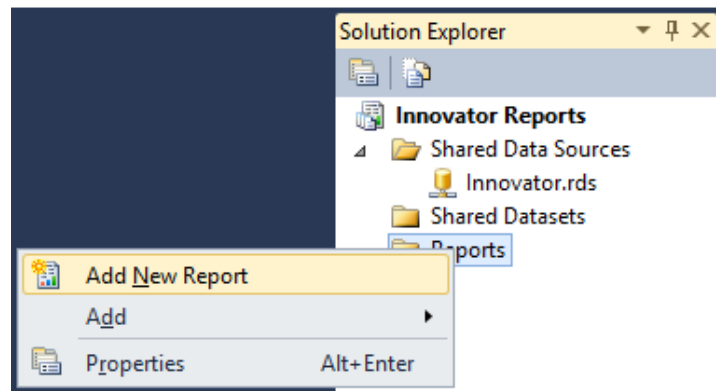 Solution Explorer
Innovator Reports
Shared Data Sources
Innovator.rds
Shared Datasets
Reports
Add New Report
Add
Properties Alt+Enter